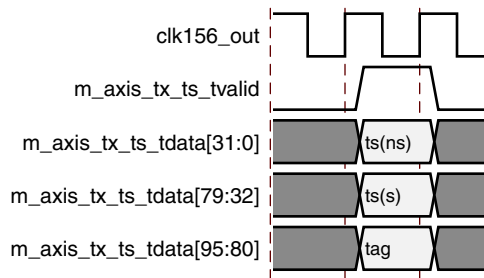 clk156_out
m_axis_tx_ts_tvalid
m_axis_tx_ts_tdata[31:0] ts(ns)
m_axis_tx_ts_tdata[79:32] ts(s)
m_axis_tx_ts_tdata[95:80] tag